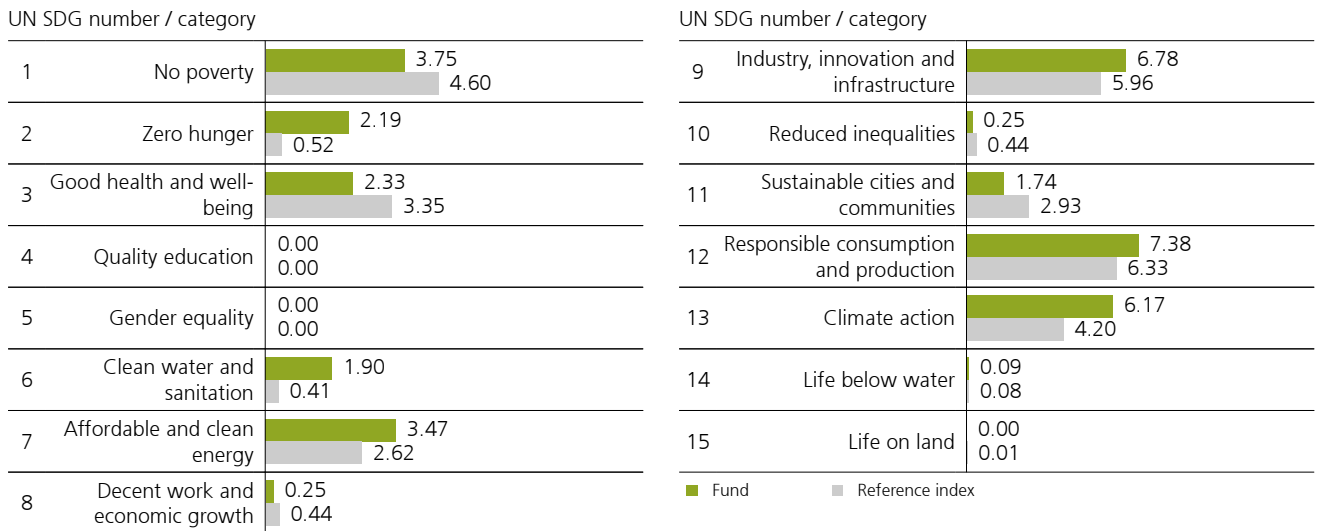 UN SDG number / category
1
No poverty
3.75
4.60
2
Zero hunger
2.19
0.52
3
Good health and well-
being
2.33
3.35
4
Quality education
0.00
0.00
5
Gender equality
0.00
0.00
6
Clean water and
sanitation
1.90
0.41
7
Affordable and clean
energy
3.47
2.62
8
Decent work and
economic growth
0.25
0.44
UN SDG number / category
9
Industry, innovation and
infrastructure
6.78
5.96
10
Reduced inequalities
0.25
0.44
11
Sustainable cities and
communities
1.74
2.93
12
Responsible consumption
and production
7.38
6.33
13
Climate action
6.17
4.20
14
Life below water
0.09
0.08
15
Life on land
0.00
0.01
Fund
Reference index